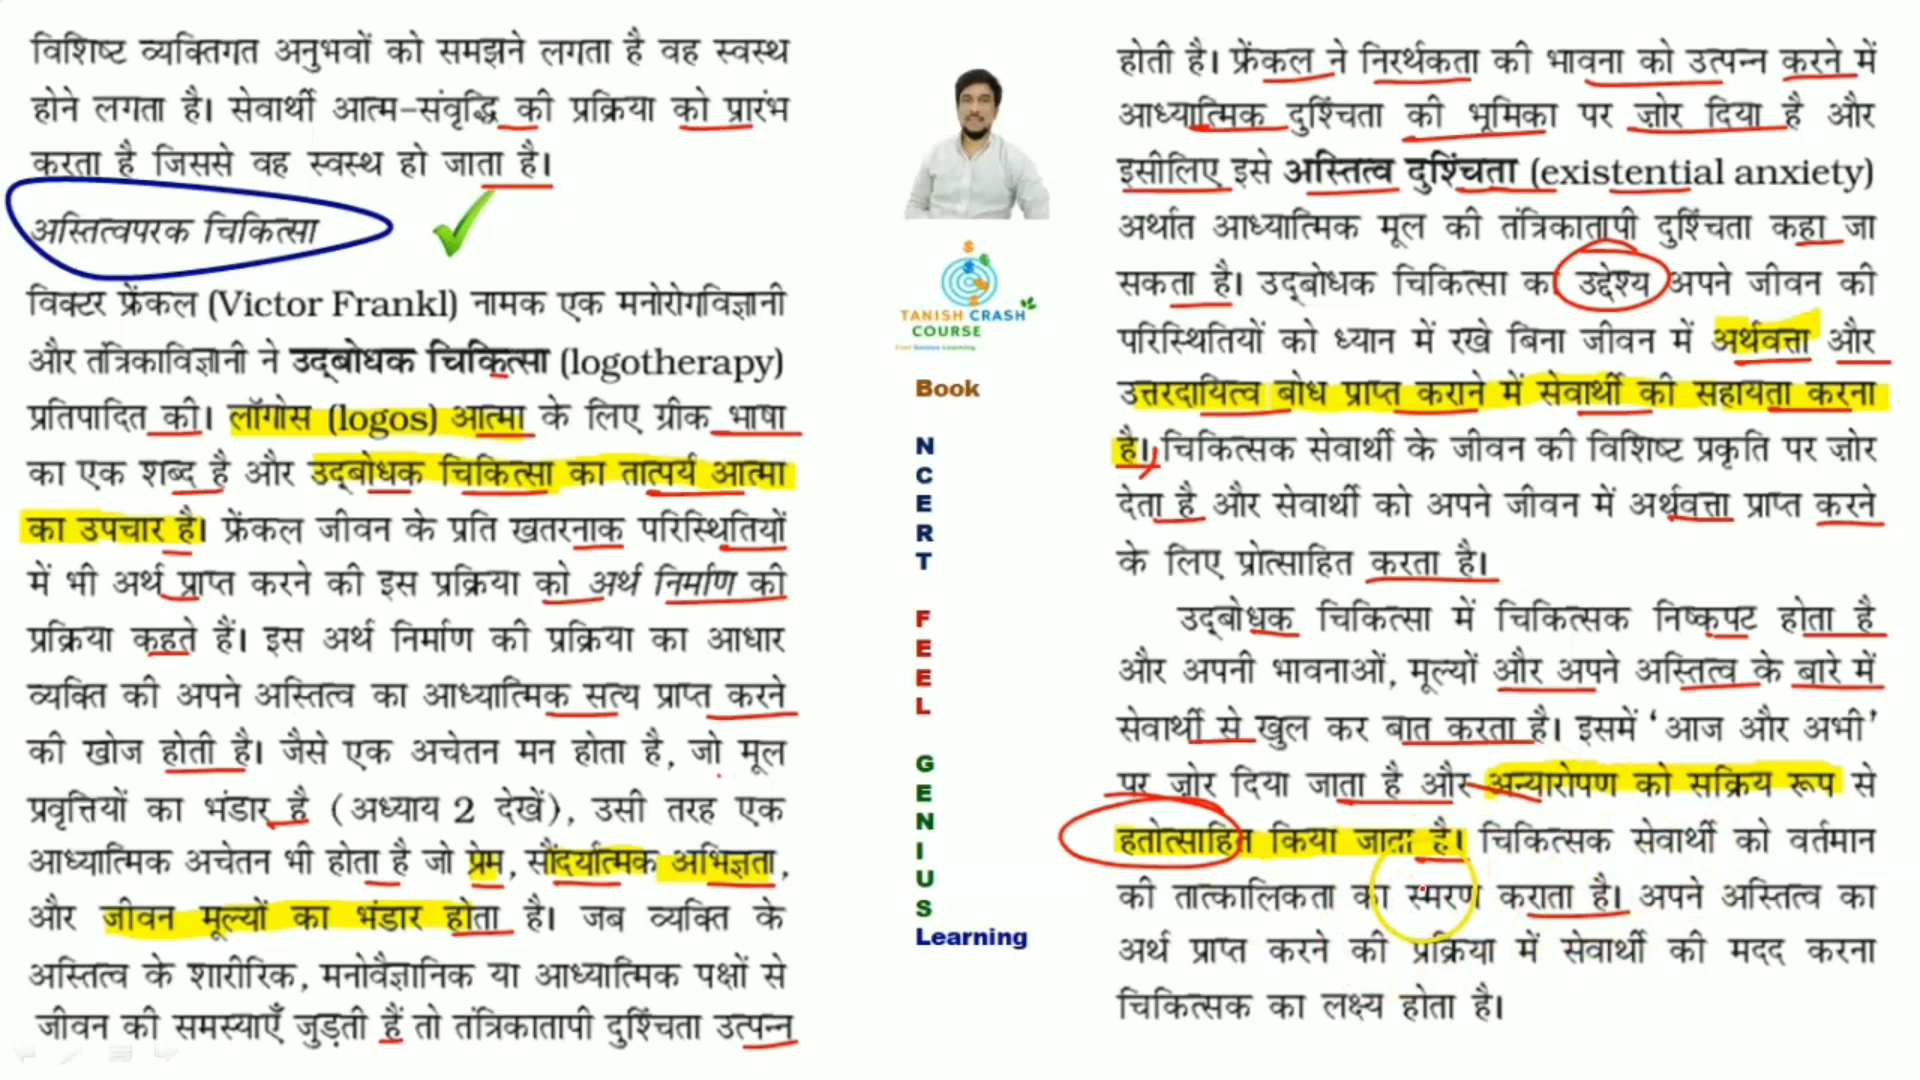 विशिष्ट व्यक्तिगत अनुभवों को समझने लगता है वह स्वस्थ
होने लगता है। सेवार्थी आत्म-संवृद्धि की प्रक्रिया को प्रारंभ
करता है जिससे वह स्वस्थ हो जाता है।
अस्तित्वपरक चिकित्सा
विक्टर फ्रेंकल (Victor Frankl) नामक एक मनोरोगविज्ञानी
और तंत्रिकाविज्ञानी ने उद्‌बोधक चिकित्सा (logotherapy)
प्रतिपादित की। लॉगोस (logos) आत्मा के लिए ग्रीक भाषा
का एक शब्द है और उद्‌बोधक चिकित्सा का तात्पर्य आत्मा
का उपचार है। फ्रेंकल जीवन के प्रति खतरनाक परिस्थितियों
में भी अर्थ प्राप्त करने की इस प्रक्रिया को अर्थ निर्माण की
प्रक्रिया कहते हैं। इस अर्थ निर्माण की प्रक्रिया का आधार
व्यक्ति की अपने अस्तित्व का आध्यात्मिक सत्य प्राप्त करने
की खोज होती है। जैसे एक अचेतन मन होता है, जो मूल
प्रवृत्तियों का भंडार है (अध्याय 2 देखें), उसी तरह एक
आध्यात्मिक अचेतन भी होता है जो प्रेम, सौंदर्यात्मक अभिज्ञता,
और जीवन मूल्यों का भंडार होता है। जब व्यक्ति के
अस्तित्व के शारीरिक, मनोवैज्ञानिक या आध्यात्मिक पक्षों से
जीवन की समस्याएँ जुड़ती हैं तो तंत्रिकातापी दुश्चिंता उत्पन्न
TANISH CRASH
COURSE
Book
N
C
E
R
T
F
E
E
L
G
E
N
I
U
S
Learning
होती है। फ्रेंकल ने निरर्थकता की भावना को उत्पन्न करने में
आध्यात्मिक दुश्चिंता की भूमिका पर ज़ोर दिया है और
इसीलिए इसे अस्तित्व दुश्चिंता (existential anxiety)
अर्थात आध्यात्मिक मूल की तंत्रिकातापी दुश्चिंता कहा जा
सकता है। उद्‌बोधक चिकित्सा का उद्देश्य अपने जीवन की
परिस्थितियों को ध्यान में रखे बिना जीवन में अर्थवत्ता और
उत्तरदायित्व बोध प्राप्त कराने में सेवार्थी की सहायता करना
है। चिकित्सक सेवार्थी के जीवन की विशिष्ट प्रकृति पर ज़ोर
देता है और सेवार्थी को अपने जीवन में अर्थवत्ता प्राप्त करने
के लिए प्रोत्साहित करता है।
उद्‌बोधक चिकित्सा में चिकित्सक निष्कपट होता है
और अपनी भावनाओं, मूल्यों और अपने अस्तित्व के बारे में
सेवार्थी से खुल कर बात करता है। इसमें 'आज और अभी'
पर ज़ोर दिया जाता है और अन्यारोपण को सक्रिय रूप से
हतोत्साहित किया जाता है। चिकित्सक सेवार्थी को वर्तमान
की तात्कालिकता का स्मरण कराता है। अपने अस्तित्व का
अर्थ प्राप्त करने की प्रक्रिया में सेवार्थी की मदद करना
चिकित्सक का लक्ष्य होता है।